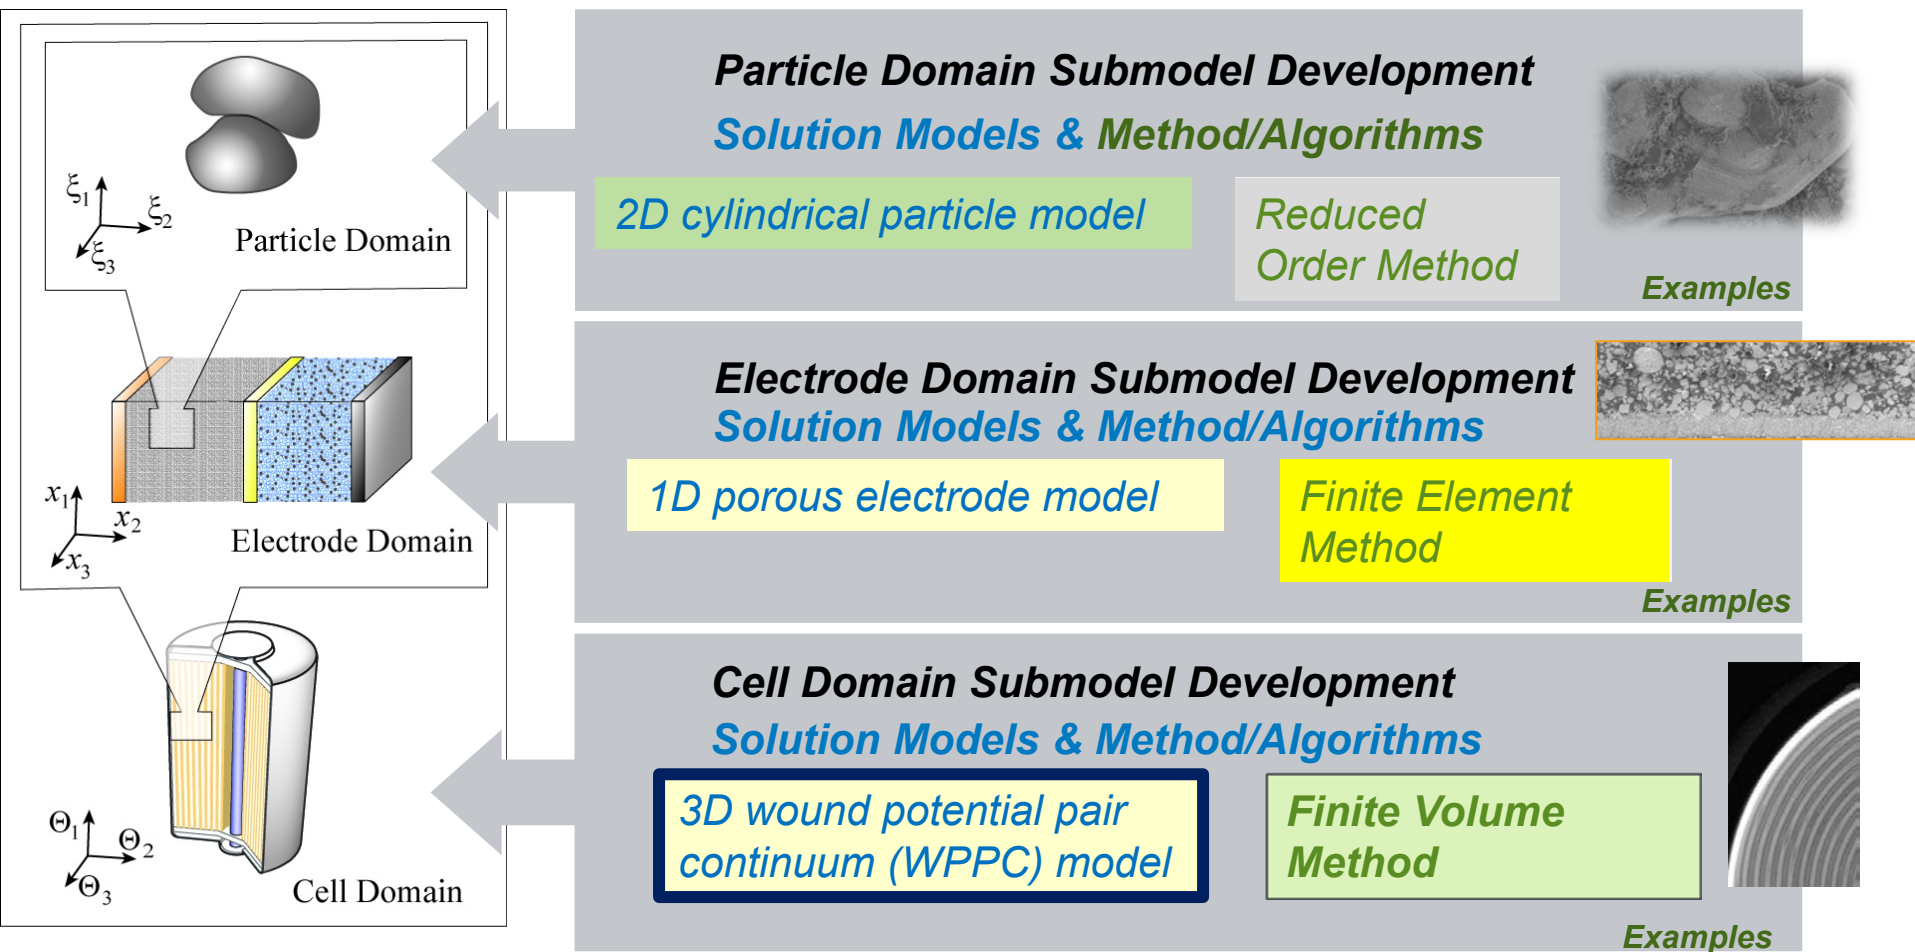 ξ1
ξ2
ξ3
Particle Domain
x1
x2
x3
Electrode Domain
Θ1
Θ2
Θ3
Cell Domain
Particle Domain Submodel Development
Solution Models & Method/Algorithms
2D cylindrical particle model
Reduced
Order Method
Examples
Electrode Domain Submodel Development
Solution Models & Method/Algorithms
1D porous electrode model
Finite Element
Method
Examples
Cell Domain Submodel Development
Solution Models & Method/Algorithms
3D wound potential pair
continuum (WPPC) model
Finite Volume
Method
Examples